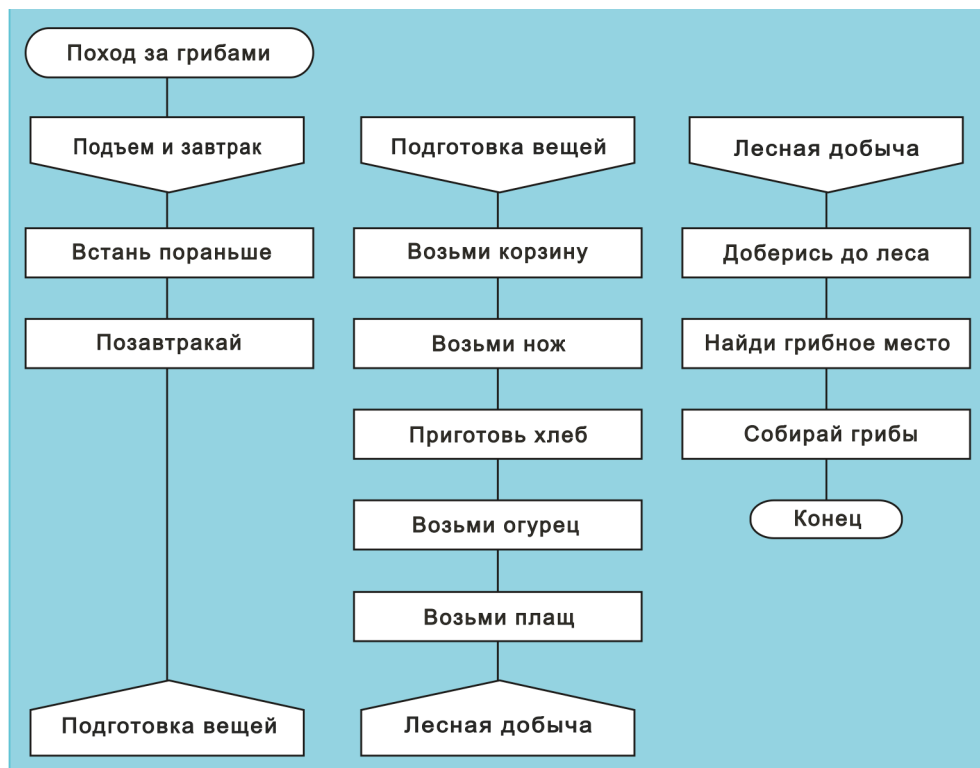 Поход за грибами
Подъем и завтрак
Встань пораньше
Позавтракай
Подготовка вещей
Подготовка вещей
Возьми корзину
Возьми нож
Приготовь хлеб
Возьми огурец
Возьми плащ
Лесная добыча
Лесная добыча
Доберись до леса
Найди грибное место
Собирай грибы
Конец